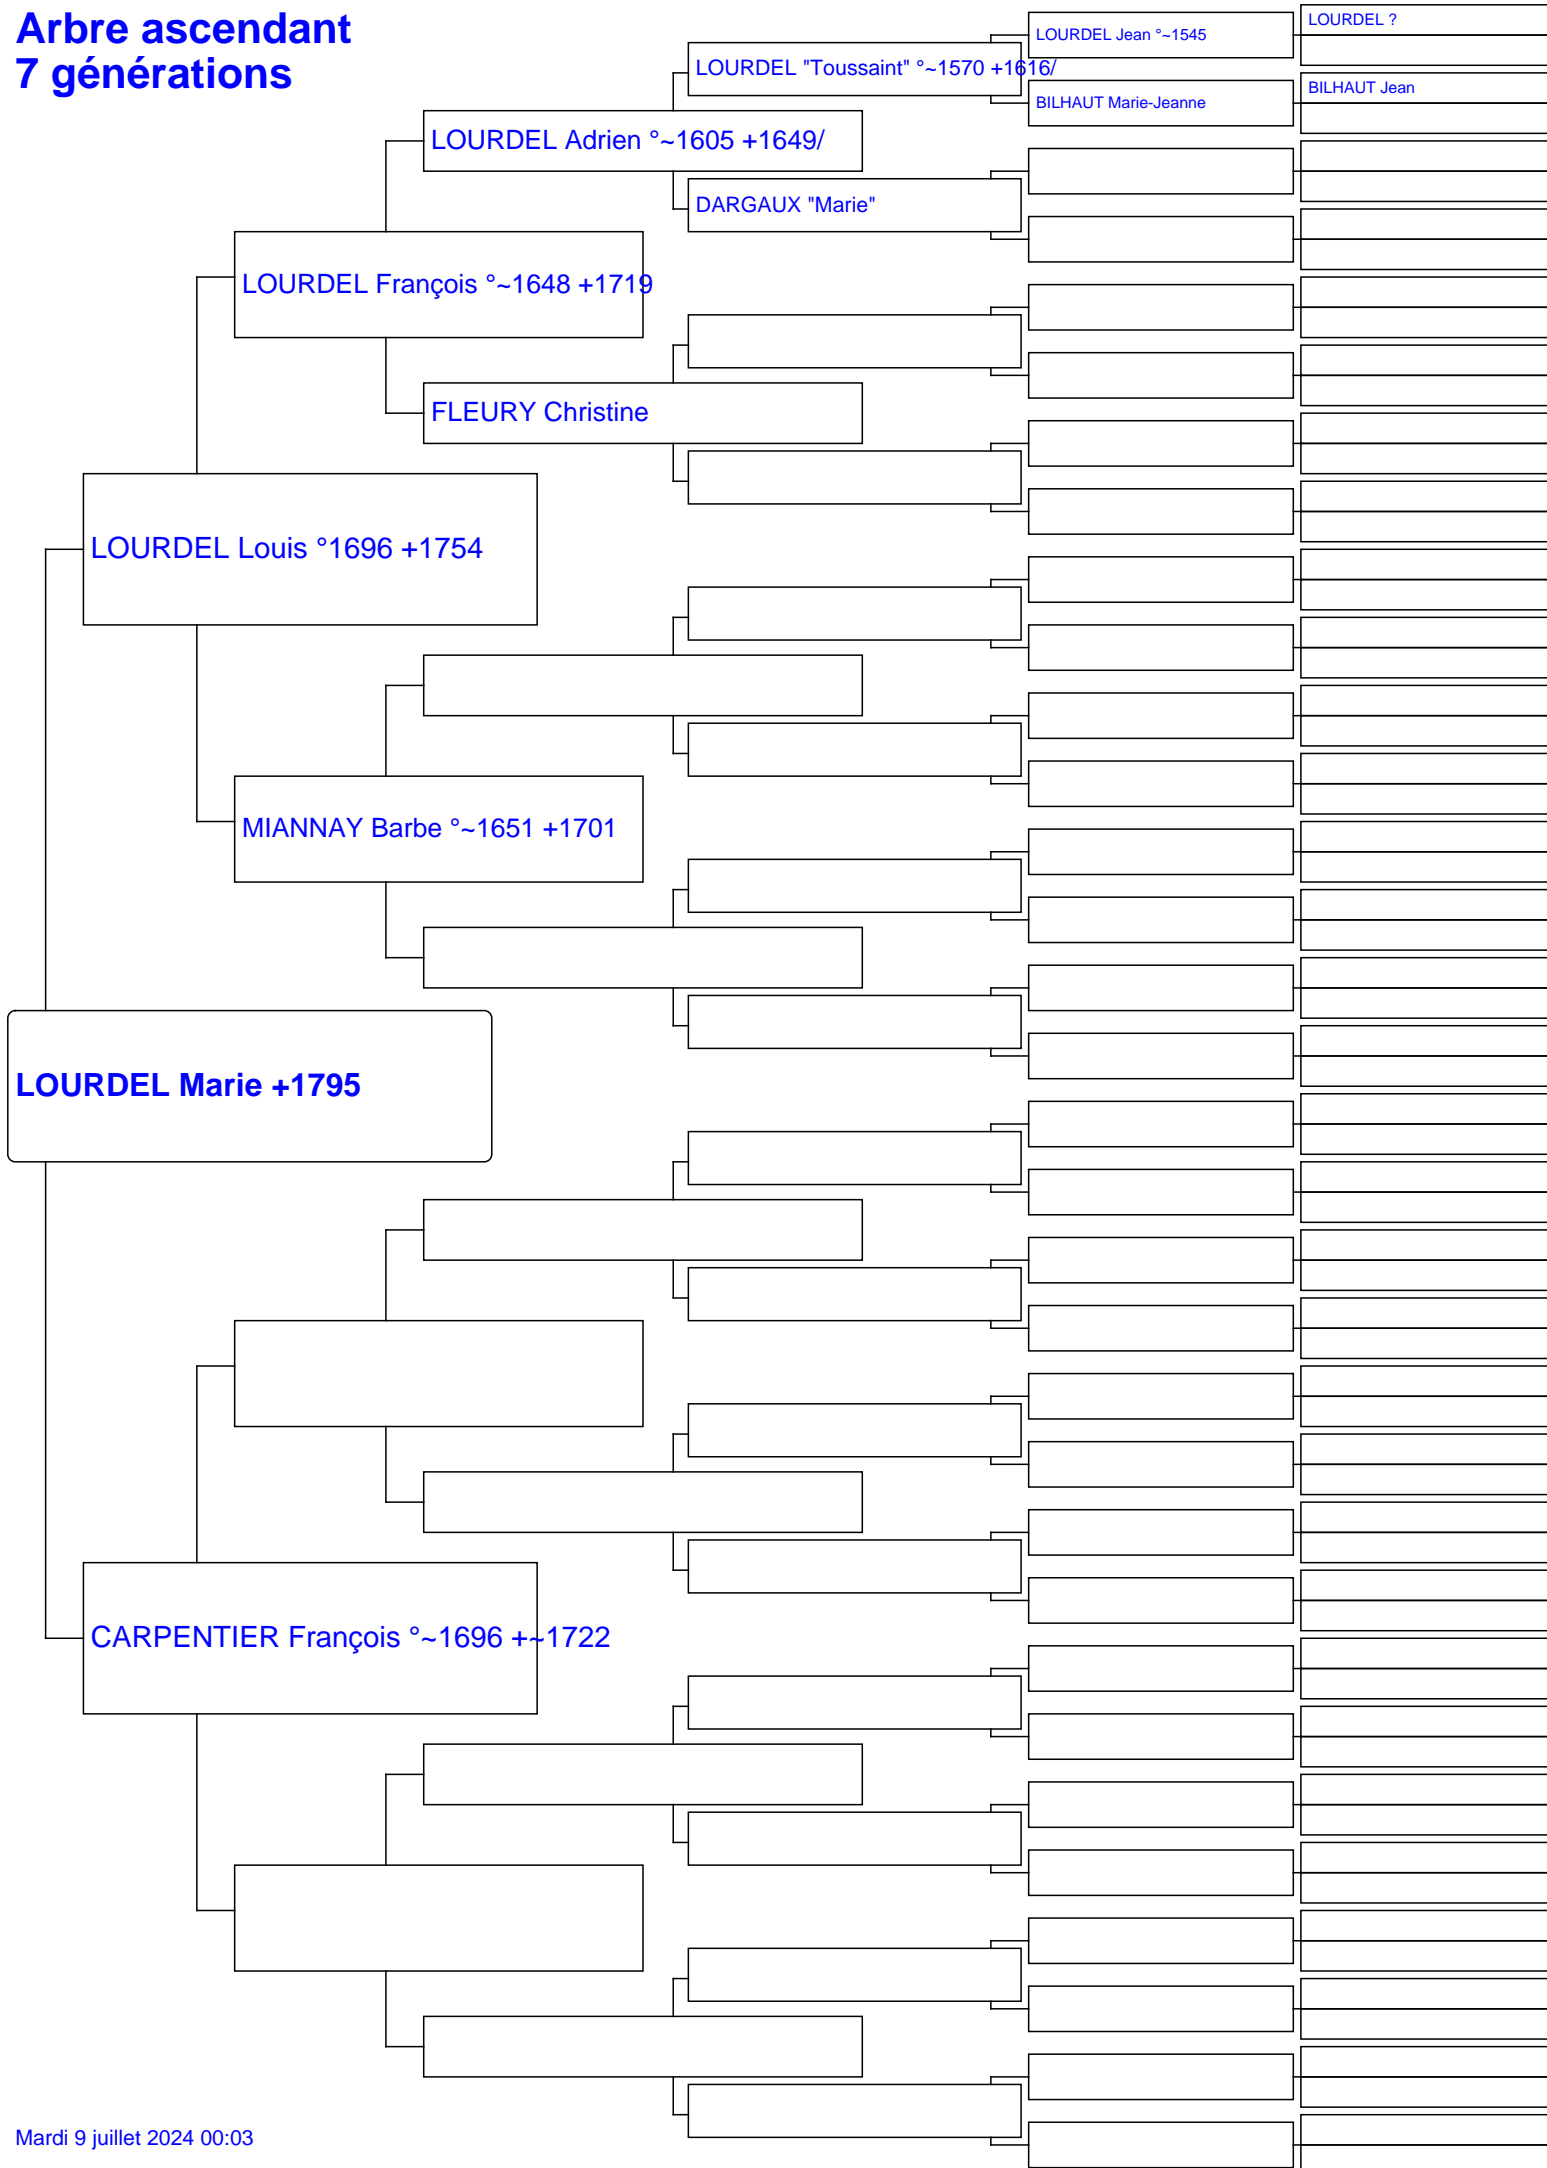 Arbre ascendant
7 générations
LOURDEL ?
LOURDEL Jean °~1545
LOURDEL "Toussaint" °~1570 +1616/
BILHAUT Jean
BILHAUT Marie-Jeanne
LOURDEL Adrien °~1605 +1649/
DARGAUX "Marie"
LOURDEL François °~1648 +1719
FLEURY Christine
LOURDEL Louis °1696 +1754
MIANNAY Barbe °~1651 +1701
LOURDEL Marie +1795
CARPENTIER François °~1696 +~1722
Mardi 9 juillet 2024 00:03